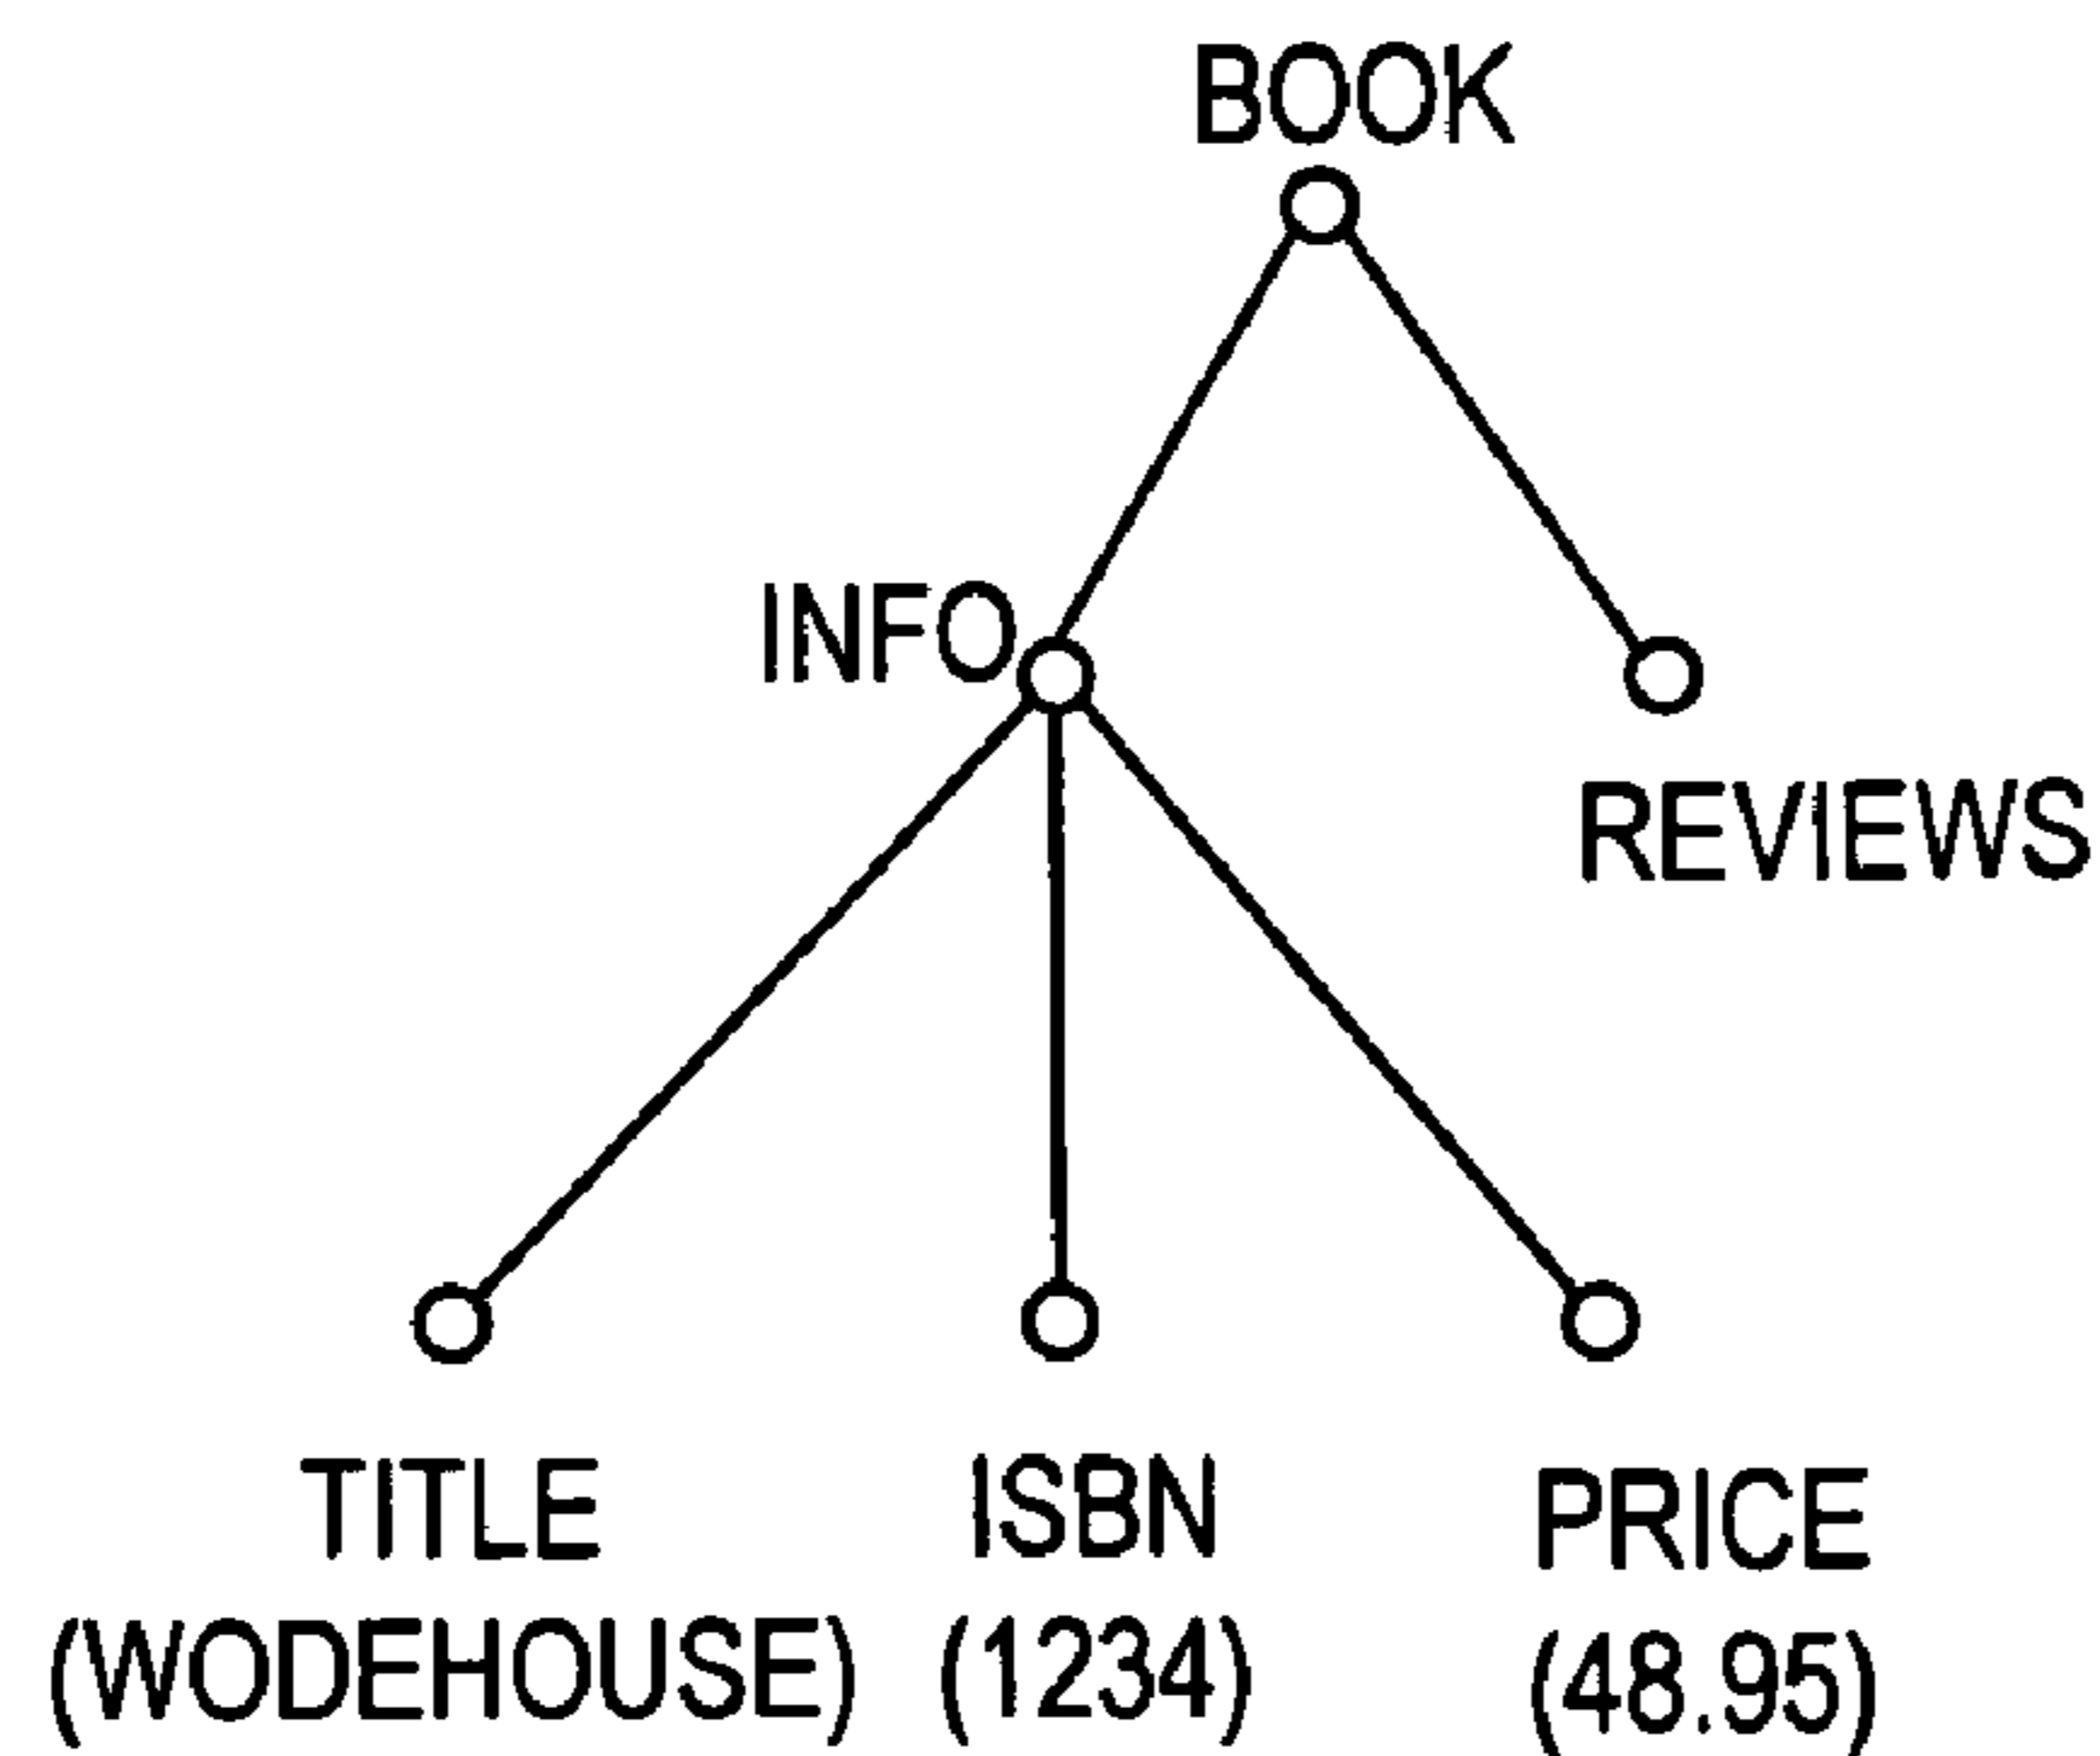 BOOK
INFO
REVIEWS
TITLE
(WODEHOUSE)
ISBN
(1234)
PRICE
(48.95)